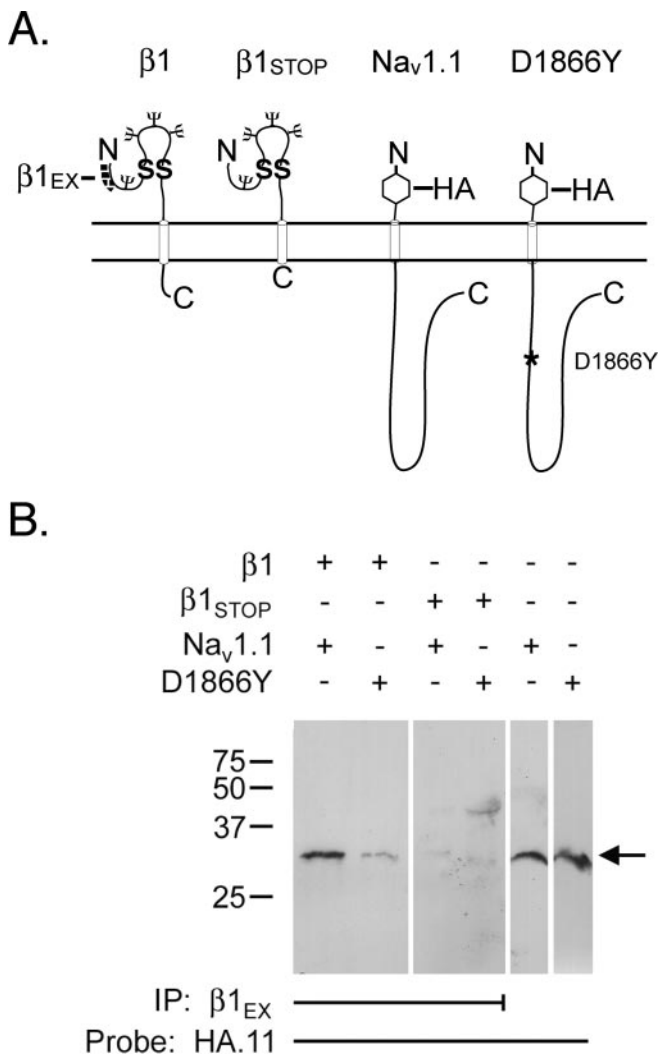 A.
β1 β1STOP Nav1.1 D1866Y
N N N N
β1EX SS SS HA HA
C C C C
D1866Y
*
B.
β1 + + - - - -
β1STOP - - + + - -
Nav1.1 + - + - + -
D1866Y - + - + - +
75
50
37
25
IP: β1EX
Probe: HA.11